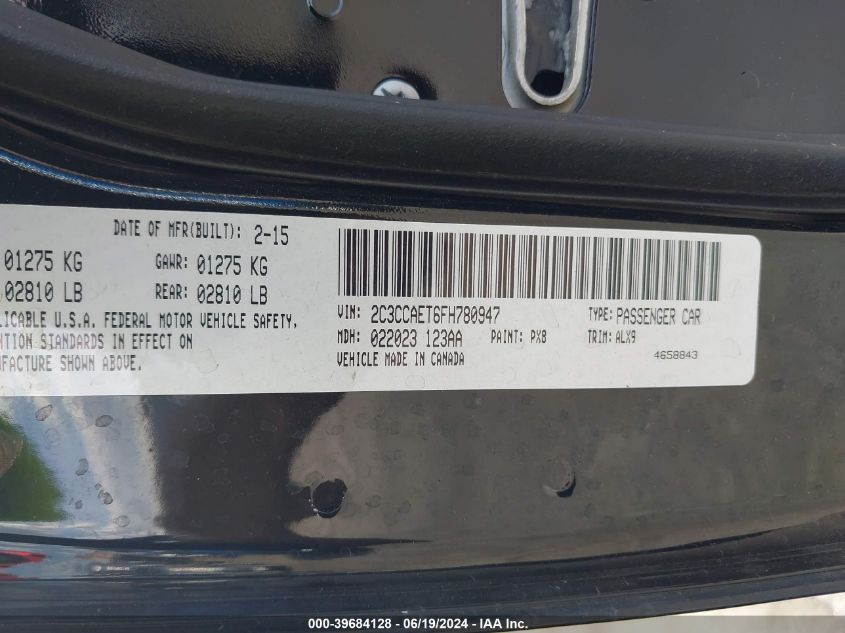 DATE OF MFR(BUILT): 2-15
01275 KG GAWR: 01275 KG
02810 LB REAR: 02810 LB
LICABLE U.S.A. FEDERAL MOTOR VEHICLE SAFETY,
NTION STANDARDS IN EFFECT ON
UFACTURE SHOWN ABOVE.
VIN: 2C3CCAET6FH780947 TYPE: PASSENGER CAR
MDH: 022023 123AA PAINT: PX8 TRIM: ALX9
VEHICLE MADE IN CANADA 4658843
000-39684128 - 06/19/2024 - IAA Inc.